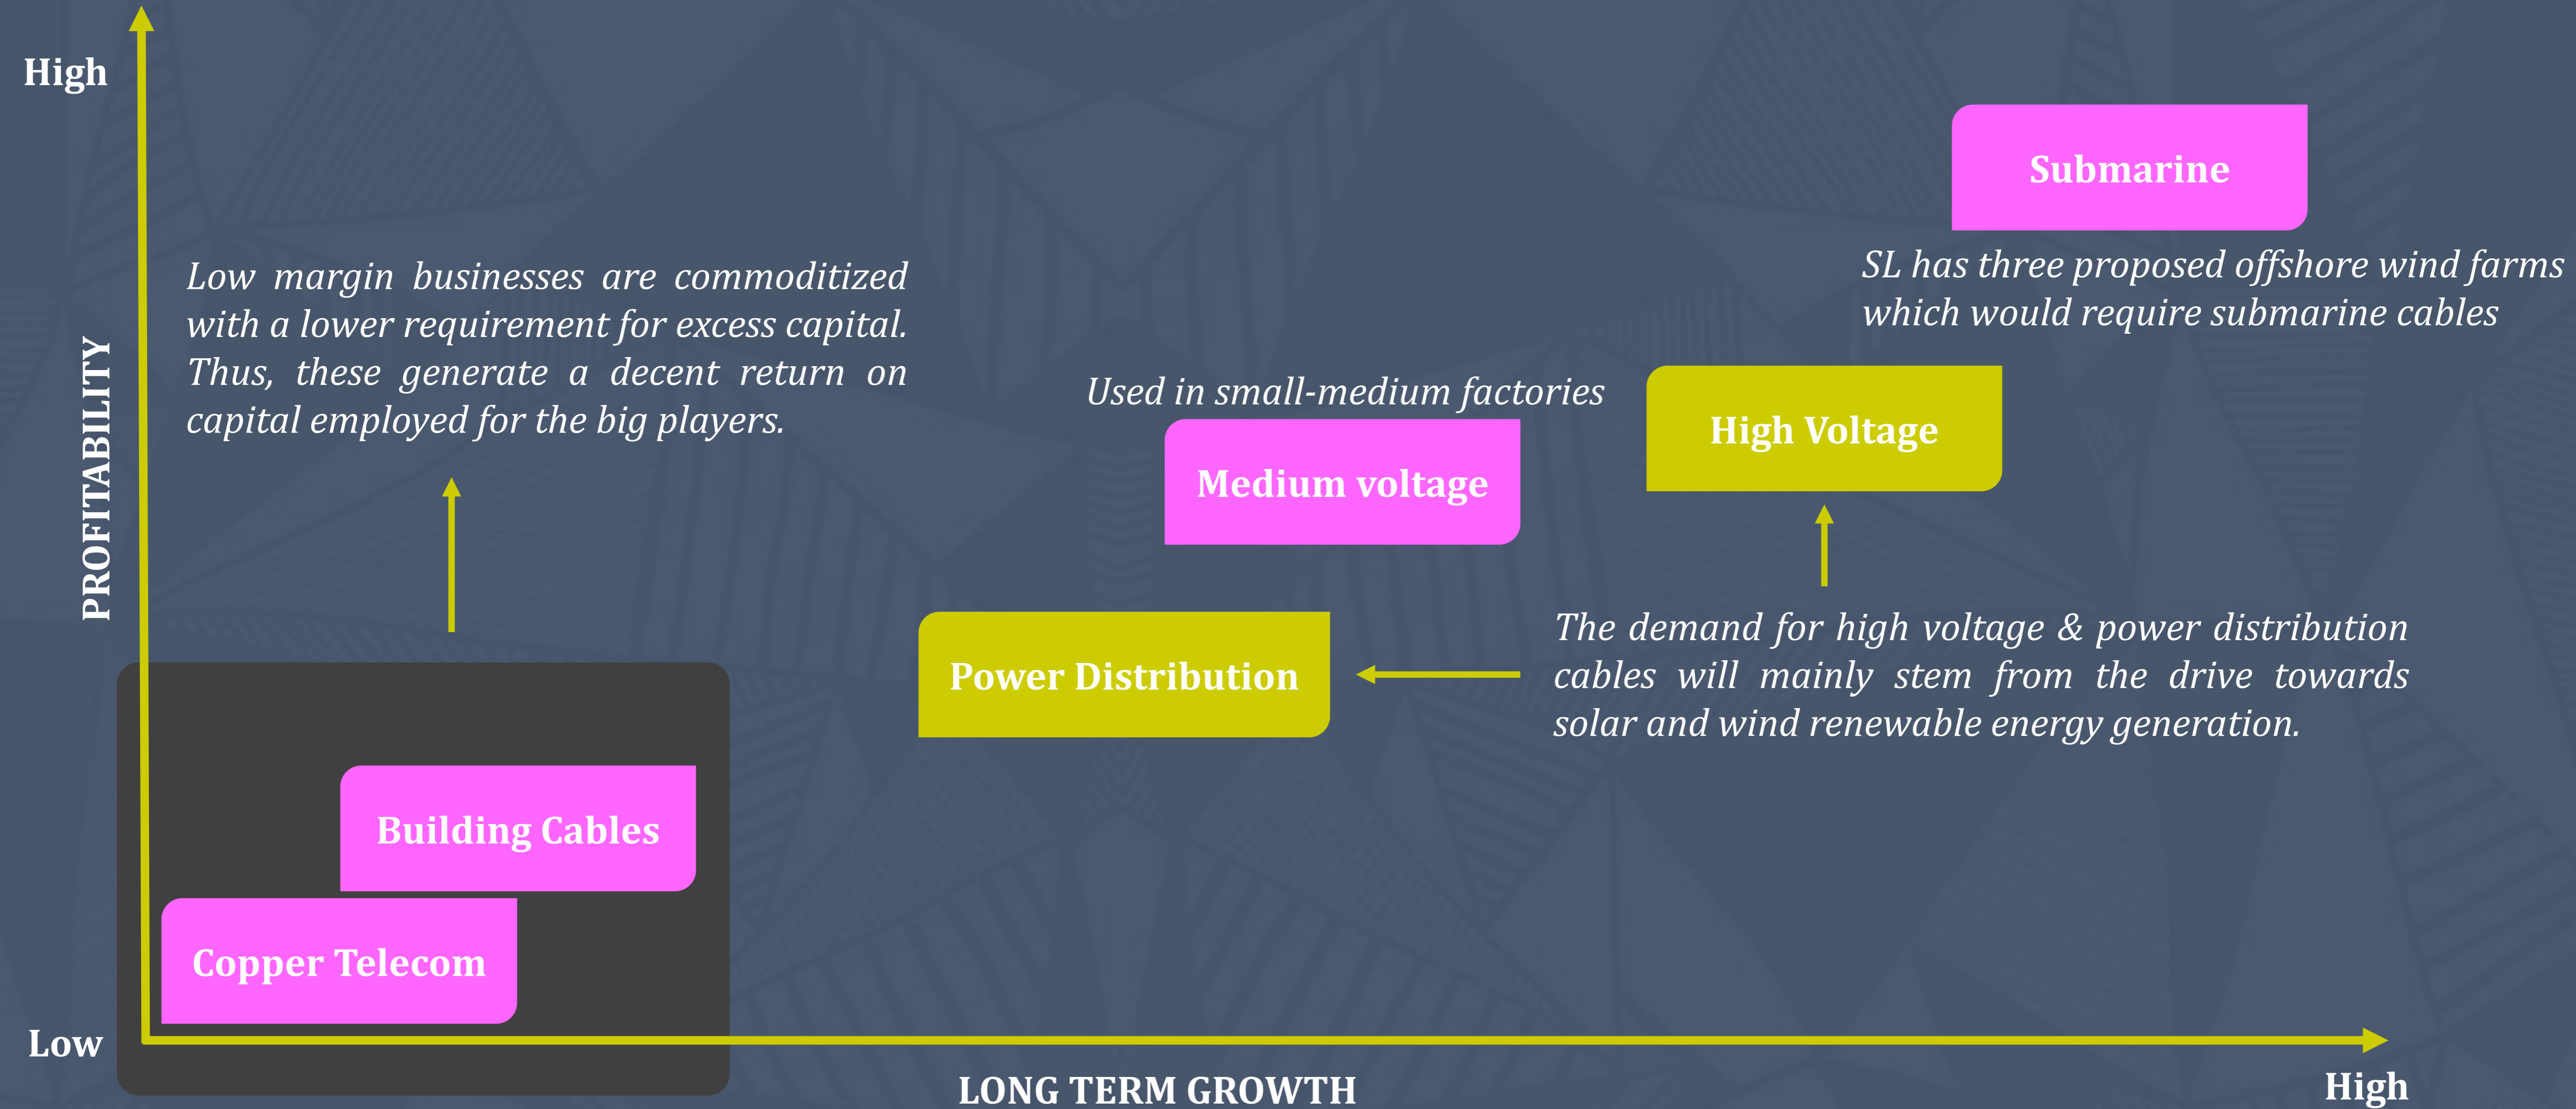 High
Submarine
SL has three proposed offshore wind farms
which would require submarine cables
Low margin businesses are commoditized
with a lower requirement for excess capital.
Thus, these generate a decent return on
capital employed for the big players.
PROFITABILITY
Used in small-medium factories
Medium voltage
High Voltage
Power Distribution
The demand for high voltage & power distribution
cables will mainly stem from the drive towards
solar and wind renewable energy generation.
Building Cables
Copper Telecom
Low
LONG TERM GROWTH
High